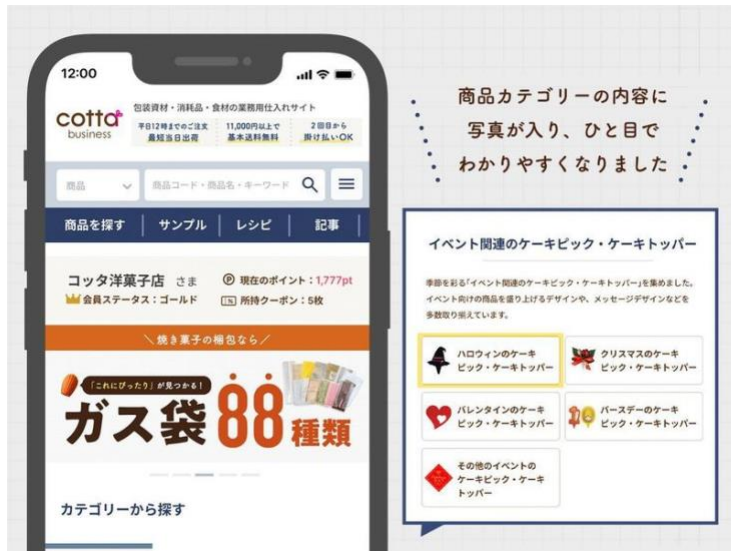 12:00
cotta
business
包装資材・消耗品・食材の業務用仕入れサイト
平日12時までのご注文
最短当日出荷
11,000円以上で
基本送料無料
2回目から
掛け払いOK
商品
商品コード・商品名・キーワード
商品を探す
サンプル
レシピ
記事
コッタ洋菓子店 さま
会員ステータス：ゴールド
P 現在のポイント：1,777pt
所持クーポン：5枚
＼焼き菓子の梱包なら／
「これにぴったり」が見つかる！
ガス袋88種類
カテゴリーから探す
商品カテゴリーの内容に
写真が入り、ひと目で
わかりやすくなりました
イベント関連のケーキピック・ケーキトッパー
季節を彩る「イベント関連のケーキピック・ケーキトッパー」を集めました。
イベント向けの商品を盛り上げるデザインや、メッセージデザインなどを
多数取り揃えています。
ハロウィンのケーキ
ピック・ケーキトッパー
クリスマスのケーキ
ピック・ケーキトッパー
バレンタインのケーキ
ピック・ケーキトッパー
バースデーのケーキ
ピック・ケーキトッパー
その他のイベントの
ケーキピック・ケーキ
トッパー